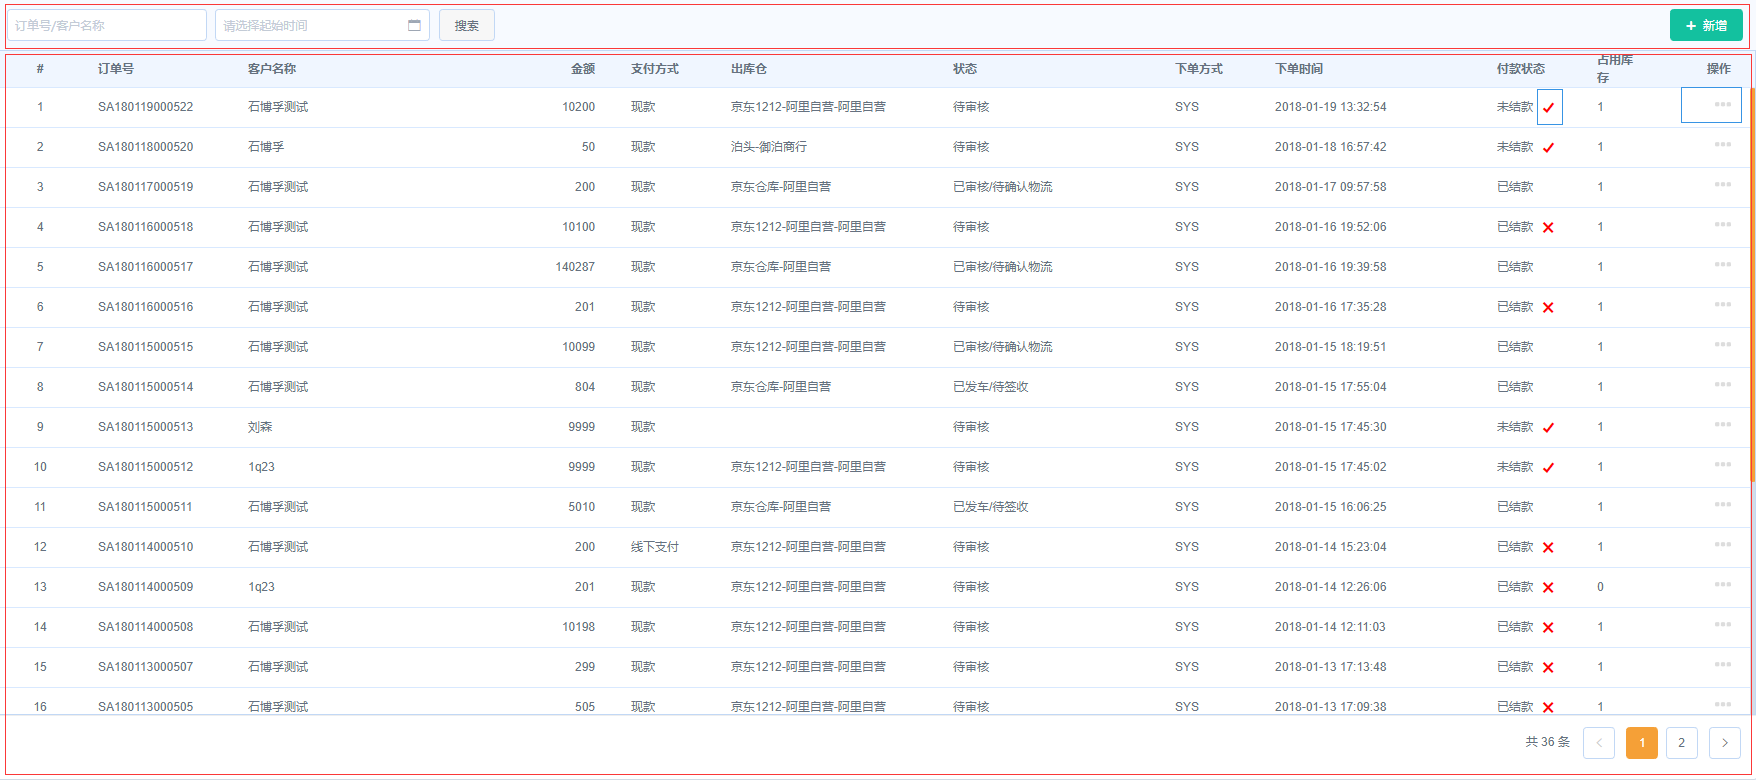 订单号/客户名称 请选择起始时间 搜索 + 新增
# 订单号 客户名称 金额 支付方式 出库仓 状态 下单方式 下单时间 付款状态 占用库存 操作
1 SA180119000522 石博孚测试 10200 现款 京东1212-阿里自营-阿里自营 待审核 SYS 2018-01-19 13:32:54 未结款 1
2 SA180118000520 石博孚 50 现款 泊头-御泊商行 待审核 SYS 2018-01-18 16:57:42 未结款 1
3 SA180117000519 石博孚测试 200 现款 京东仓库-阿里自营 已审核/待确认物流 SYS 2018-01-17 09:57:58 已结款 1
4 SA180116000518 石博孚测试 10100 现款 京东1212-阿里自营-阿里自营 待审核 SYS 2018-01-16 19:52:06 已结款 1
5 SA180116000517 石博孚测试 140287 现款 京东仓库-阿里自营 已审核/待确认物流 SYS 2018-01-16 19:39:58 已结款 1
6 SA180116000516 石博孚测试 201 现款 京东1212-阿里自营-阿里自营 待审核 SYS 2018-01-16 17:35:28 已结款 1
7 SA180115000515 石博孚测试 10099 现款 京东1212-阿里自营-阿里自营 已审核/待确认物流 SYS 2018-01-15 18:19:51 已结款 1
8 SA180115000514 石博孚测试 804 现款 京东仓库-阿里自营 已发车/待签收 SYS 2018-01-15 17:55:04 已结款 1
9 SA180115000513 刘森 9999 现款 待审核 SYS 2018-01-15 17:45:30 未结款 1
10 SA180115000512 1q23 9999 现款 京东1212-阿里自营-阿里自营 待审核 SYS 2018-01-15 17:45:02 未结款 1
11 SA180115000511 石博孚测试 5010 现款 京东仓库-阿里自营 已发车/待签收 SYS 2018-01-15 16:06:25 已结款 1
12 SA180114000510 石博孚测试 200 线下支付 京东1212-阿里自营-阿里自营 待审核 SYS 2018-01-14 15:23:04 已结款 1
13 SA180114000509 1q23 201 现款 京东1212-阿里自营-阿里自营 待审核 SYS 2018-01-14 12:26:06 已结款 0
14 SA180114000508 石博孚测试 10198 现款 京东1212-阿里自营-阿里自营 待审核 SYS 2018-01-14 12:11:03 已结款 1
15 SA180113000507 石博孚测试 299 现款 京东1212-阿里自营-阿里自营 待审核 SYS 2018-01-13 17:13:48 已结款 1
16 SA180113000505 石博孚测试 505 现款 京东1212-阿里自营-阿里自营 待审核 SYS 2018-01-13 17:09:38 已结款 1
共 36 条 < 1 2 >